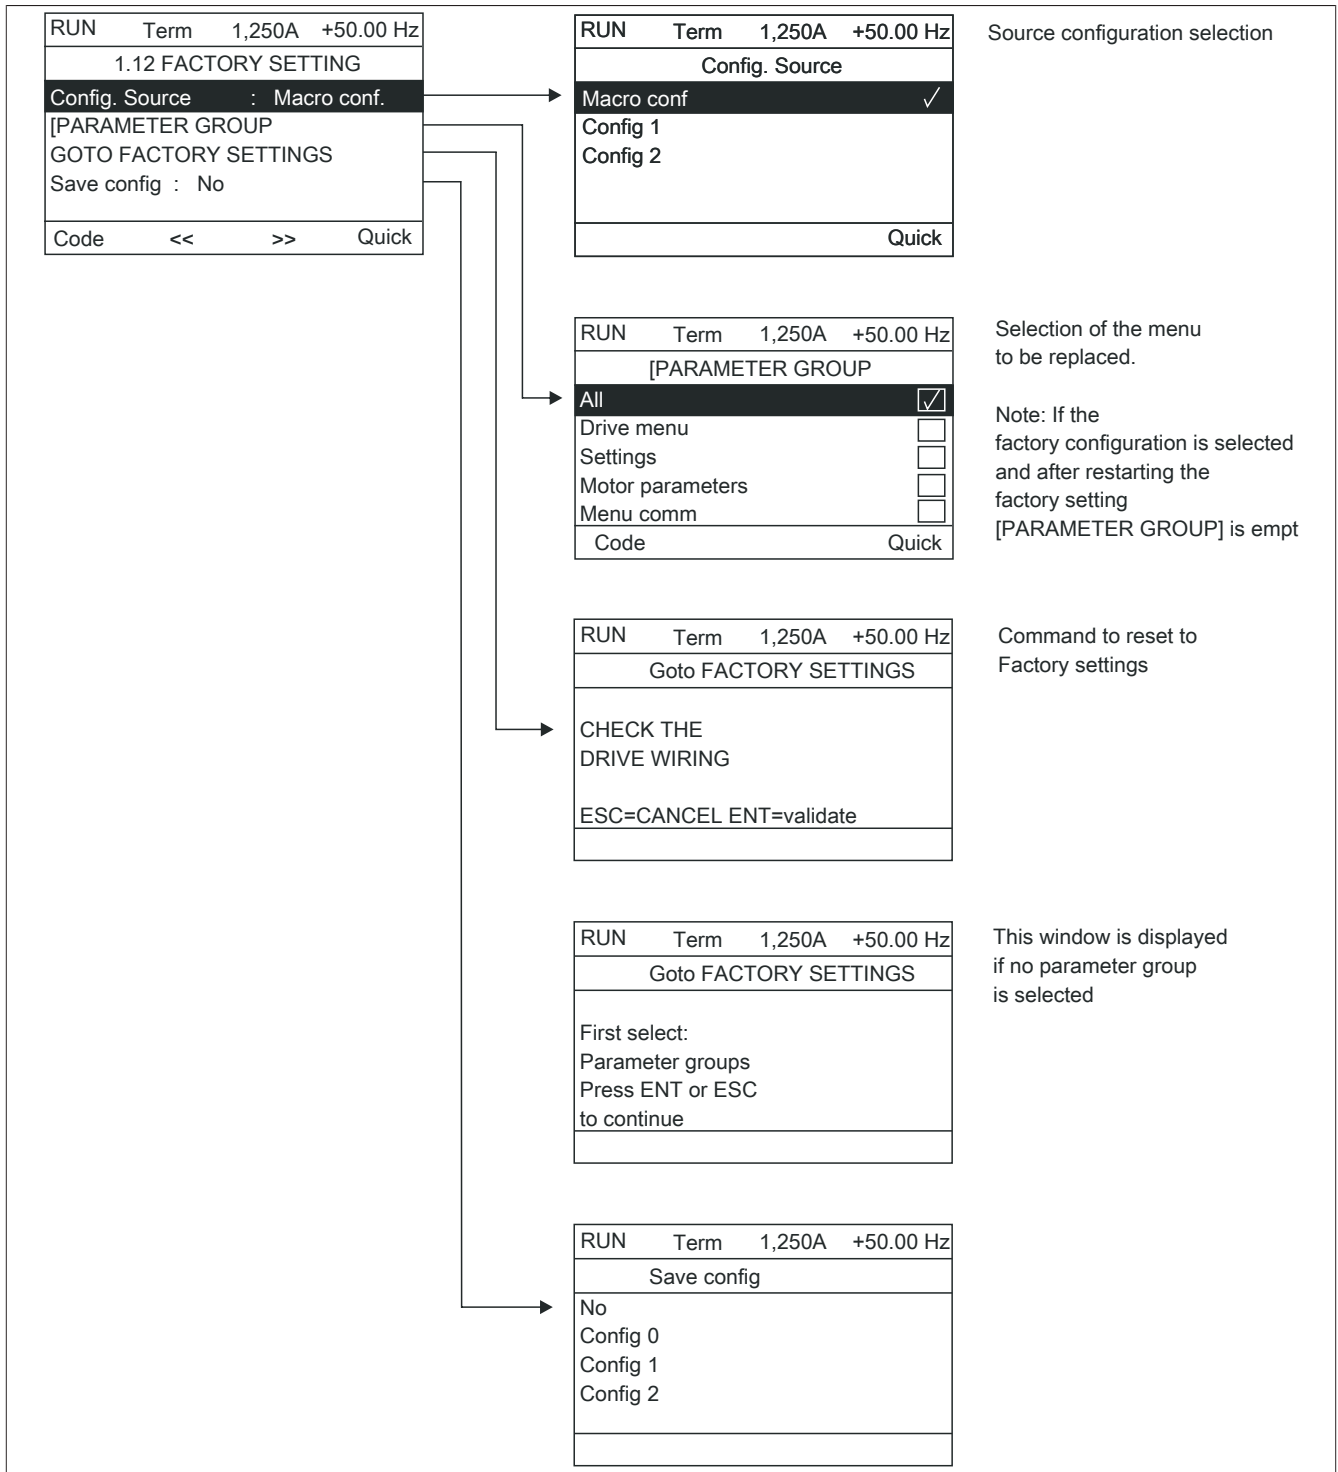 RUN Term 1,250A +50.00 Hz
1.12 FACTORY SETTING
Config. Source : Macro conf.
[PARAMETER GROUP
GOTO FACTORY SETTINGS
Save config : No
Code << >> Quick
RUN Term 1,250A +50.00 Hz
Config. Source
Macro conf ✓
Config 1
Config 2
Quick
Source configuration selection
RUN Term 1,250A +50.00 Hz
[PARAMETER GROUP
All ✓
Drive menu
Settings
Motor parameters
Menu comm
Code Quick
Selection of the menu
to be replaced.
Note: If the
factory configuration is selected
and after restarting the
factory setting
[PARAMETER GROUP] is empt
RUN Term 1,250A +50.00 Hz
Goto FACTORY SETTINGS
CHECK THE
DRIVE WIRING
ESC=CANCEL ENT=validate
Command to reset to
Factory settings
RUN Term 1,250A +50.00 Hz
Goto FACTORY SETTINGS
First select:
Parameter groups
Press ENT or ESC
to continue
This window is displayed
if no parameter group
is selected
RUN Term 1,250A +50.00 Hz
Save config
No
Config 0
Config 1
Config 2